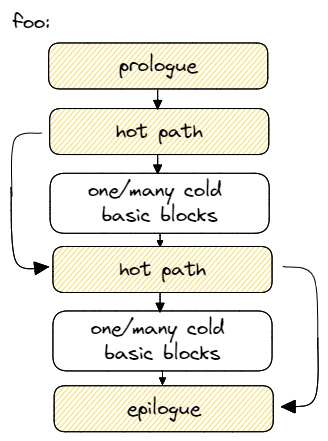 foo:
prologue
hot path
one/many cold
basic blocks
hot path
one/many cold
basic blocks
epilogue